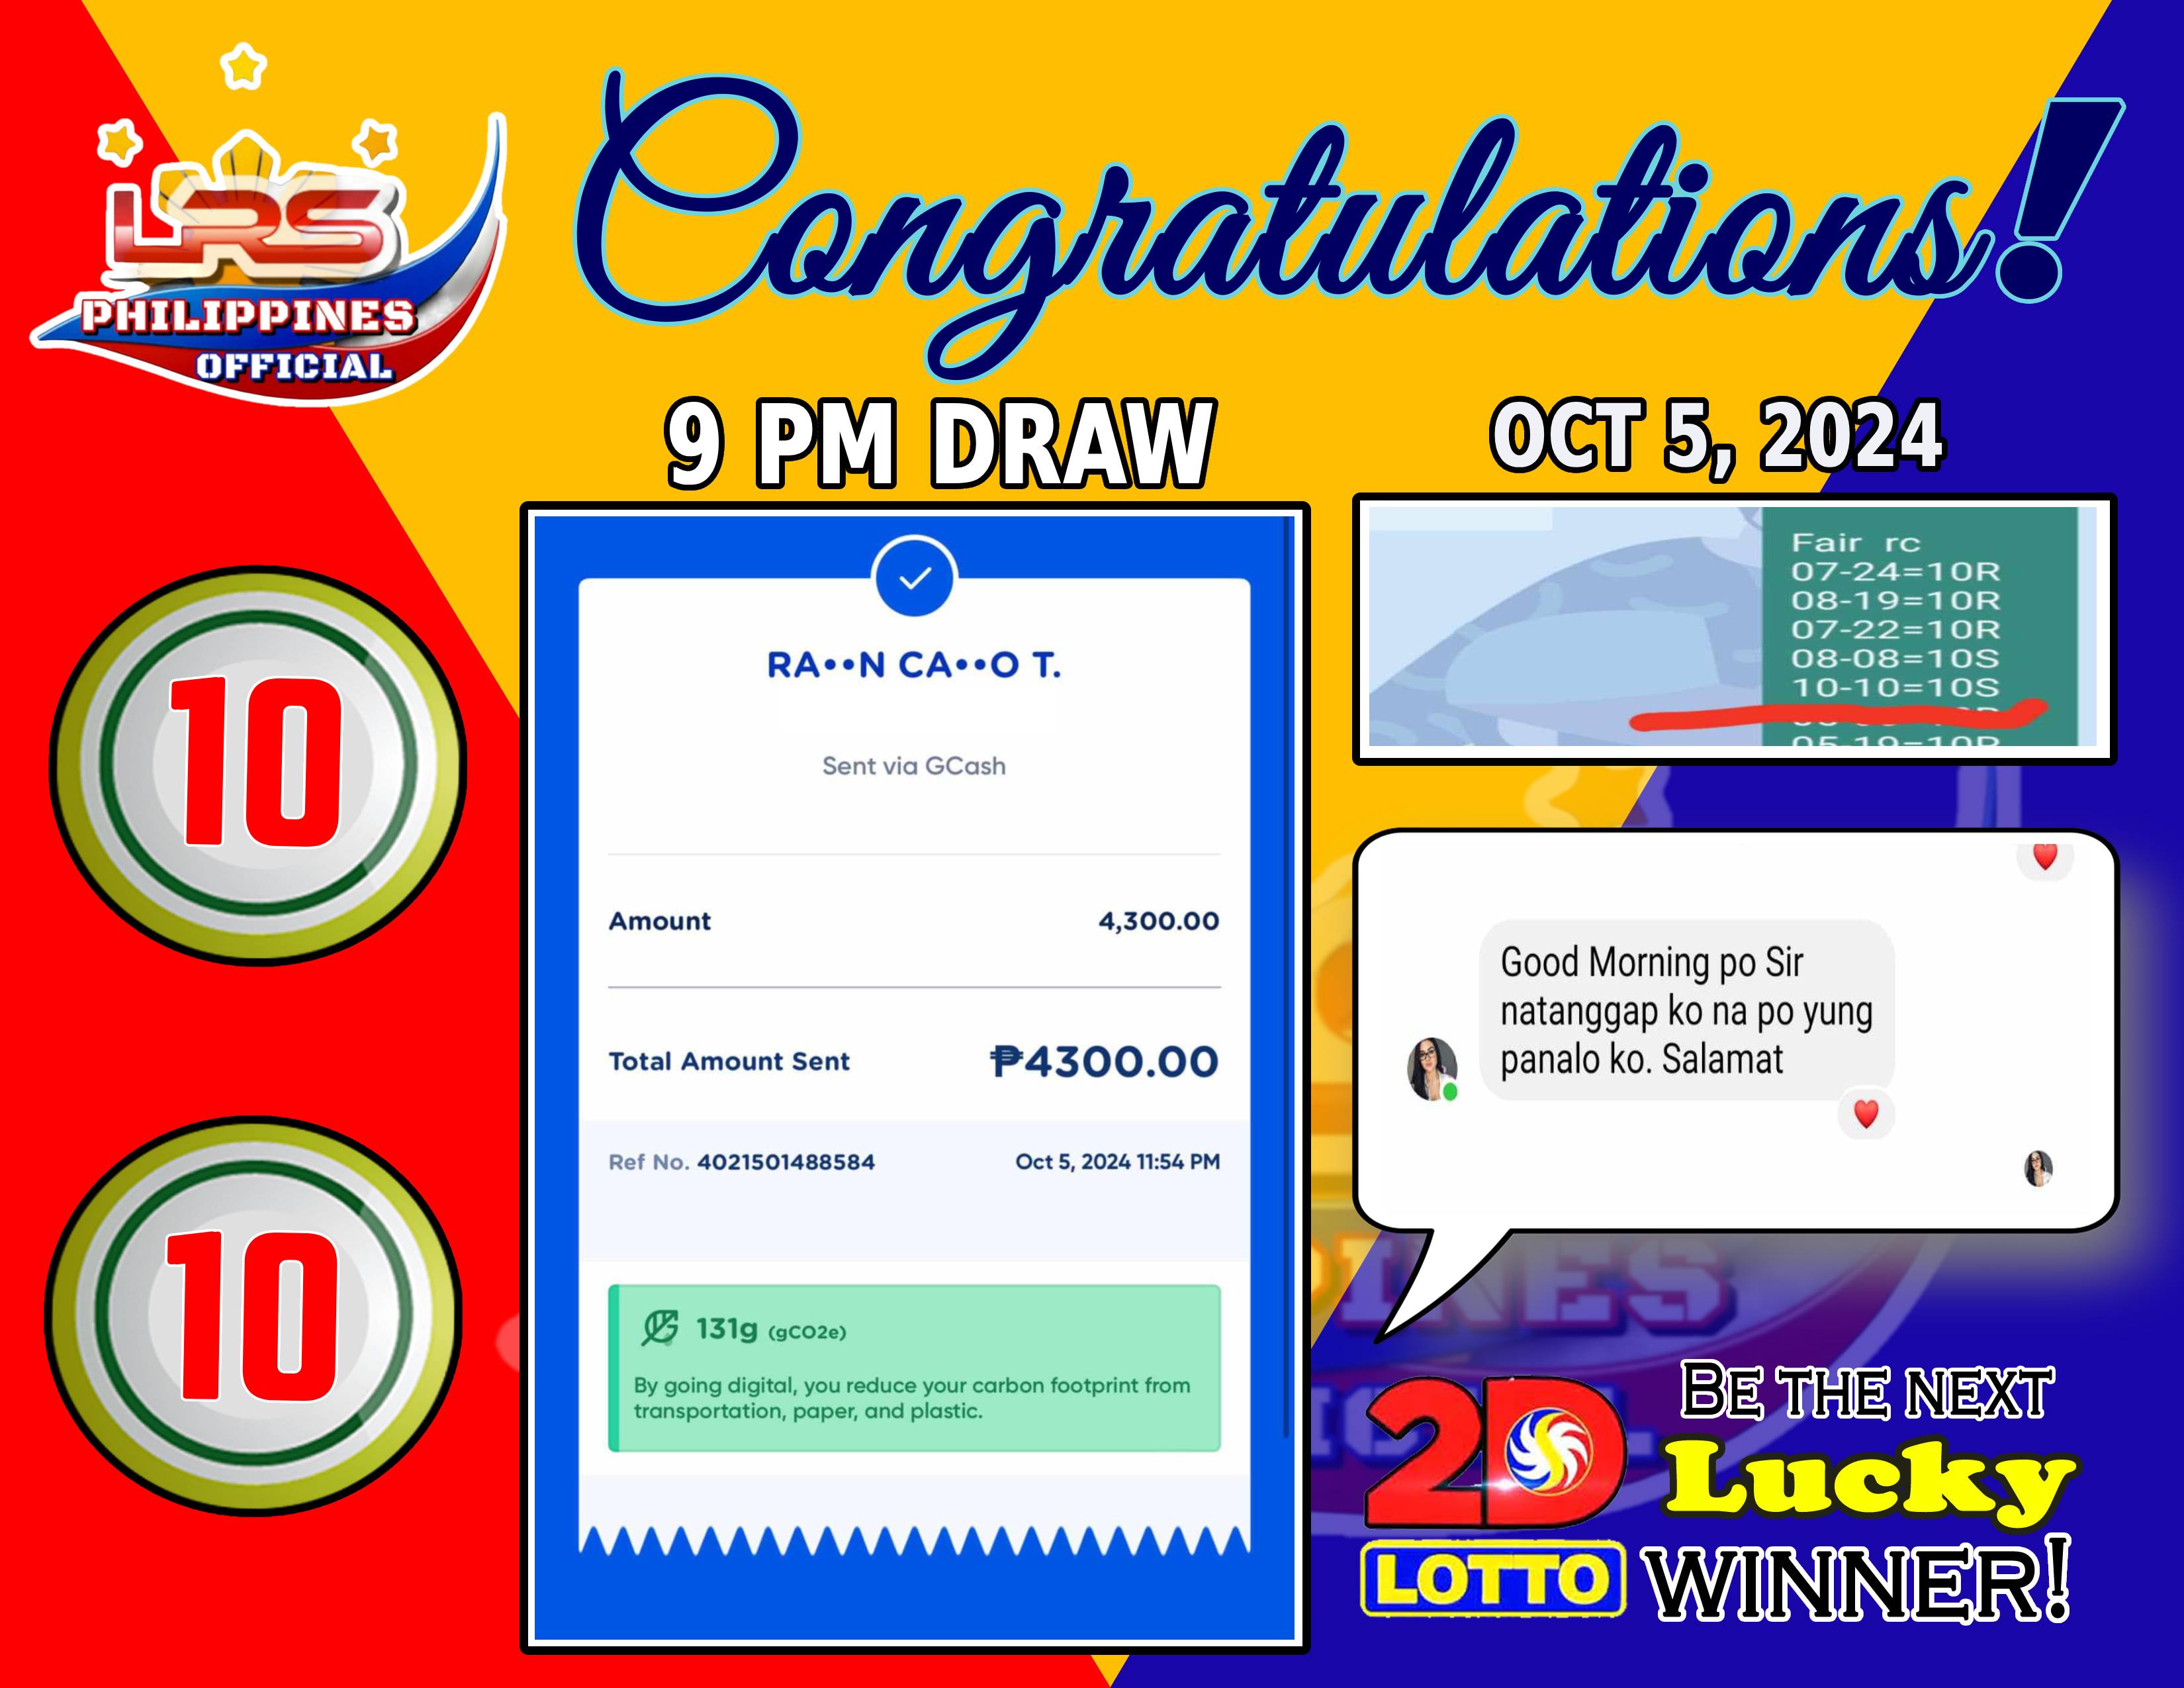 LRS
PHILIPPINES
OFFICIAL
Congratulations!
9 PM DRAW
OCT 5, 2024
10
10
RA••N CA••O T.
Sent via GCash
Amount 4,300.00
Total Amount Sent ₱4300.00
Ref No. 4021501488584 Oct 5, 2024 11:54 PM
131g (gCO2e)
By going digital, you reduce your carbon footprint from
transportation, paper, and plastic.
Fair rc
07-24=10R
08-19=10R
07-22=10R
08-08=10S
10-10=10S
05-19=10R
Good Morning po Sir
natanggap ko na po yung
panalo ko. Salamat
2D
LOTTO
BE THE NEXT
Lucky
WINNER!